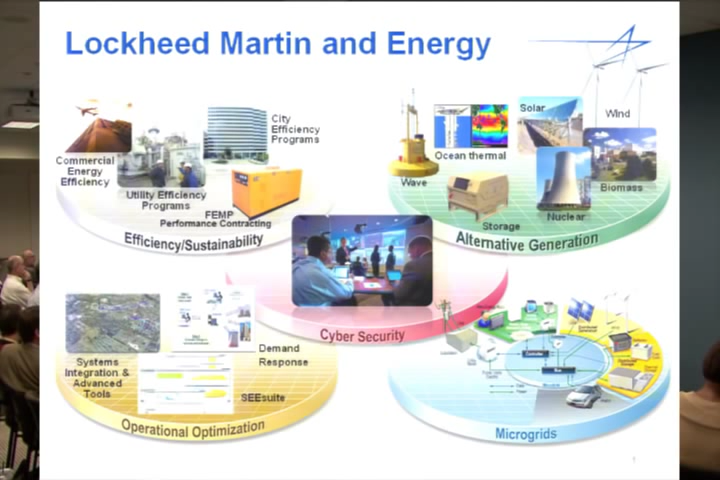 Lockheed Martin and Energy
City
Efficiency
Programs
Commercial
Energy
Efficiency
Utility Efficiency
Programs
FEMP
Performance Contracting
Efficiency/Sustainability
Solar
Wind
Ocean thermal
Wave
Biomass
Nuclear
Storage
Alternative Generation
Cyber Security
Systems
Integration &
Advanced
Tools
Demand
Response
SEEsuite
Operational Optimization
Microgrids